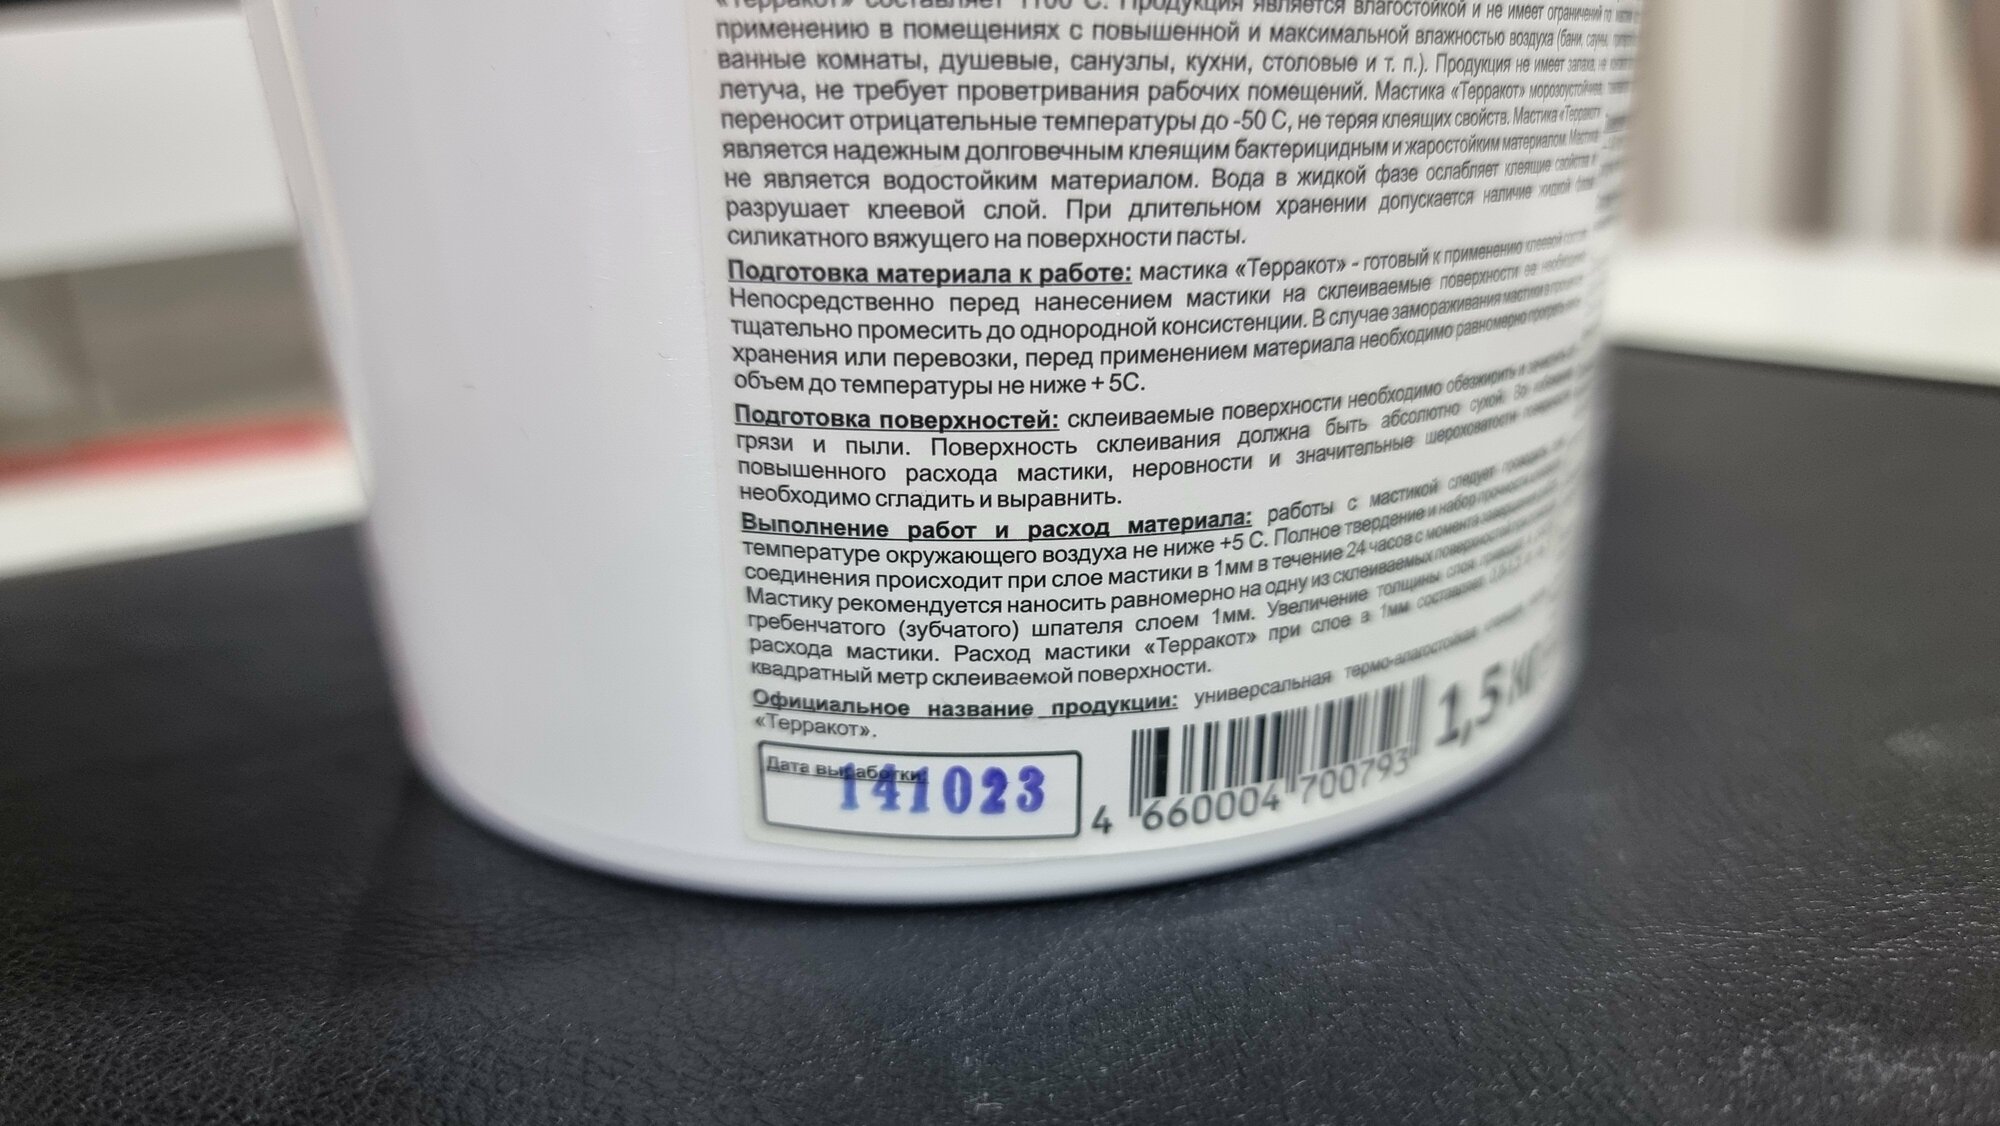 «Терракот» составляет 1100 С. Продукция является влагостойкой и не имеет ограничений по
применению в помещениях с повышенной и максимальной влажностью воздуха (бани, сауны,
ванные комнаты, душевые, санузлы, кухни, столовые и т. п.). Продукция не имеет запаха, не
летуча, не требует проветривания рабочих помещений. Мастика «Терракот» морозоустойчива,
переносит отрицательные температуры до -50 С, не теряя клеящих свойств. Мастика «Терракот»
является надежным долговечным клеящим бактерицидным и жаростойким материалом. Мастика
не является водостойким материалом. Вода в жидкой фазе ослабляет клеящие свойства и
разрушает клеевой слой. При длительном хранении допускается наличие жидкой фазы
силикатного вяжущего на поверхности пасты.
Подготовка материала к работе: мастика «Терракот» - готовый к применению клеевой состав.
Непосредственно перед нанесением мастики на склеиваемые поверхности ее необходимо
тщательно промесить до однородной консистенции. В случае замораживания мастики в процессе
хранения или перевозки, перед применением материала необходимо равномерно прогреть
объем до температуры не ниже + 5С.
Подготовка поверхностей: склеиваемые поверхности необходимо обезжирить и
грязи и пыли. Поверхность склеивания должна быть абсолютно сухой. Во избежание
повышенного расхода мастики, неровности и значительные шероховатости поверхности
необходимо сгладить и выравнить.
Выполнение работ и расход материала: работы с мастикой следует проводить при
температуре окружающего воздуха не ниже +5 С. Полное твердение и набор прочности
соединения происходит при слое мастики в 1мм в течение 24 часов с момента завершения
Мастику рекомендуется наносить равномерно на одну из склеиваемых поверхностей
гребенчатого (зубчатого) шпателя слоем 1мм. Увеличение толщины слоя
расхода мастики. Расход мастики «Терракот» при слое в 1мм составляет
квадратный метр склеиваемой поверхности.
Официальное название продукции: универсальная термо-влагостойкая
«Терракот».
Дата выработки:
141023
4 660004 700793
1,5 кг